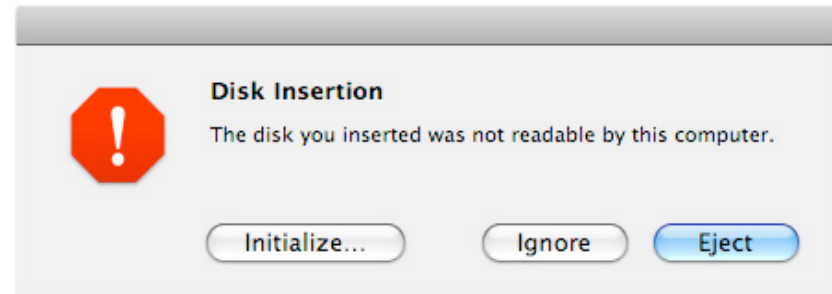 Disk Insertion
The disk you inserted was not readable by this computer.
Initialize... Ignore Eject